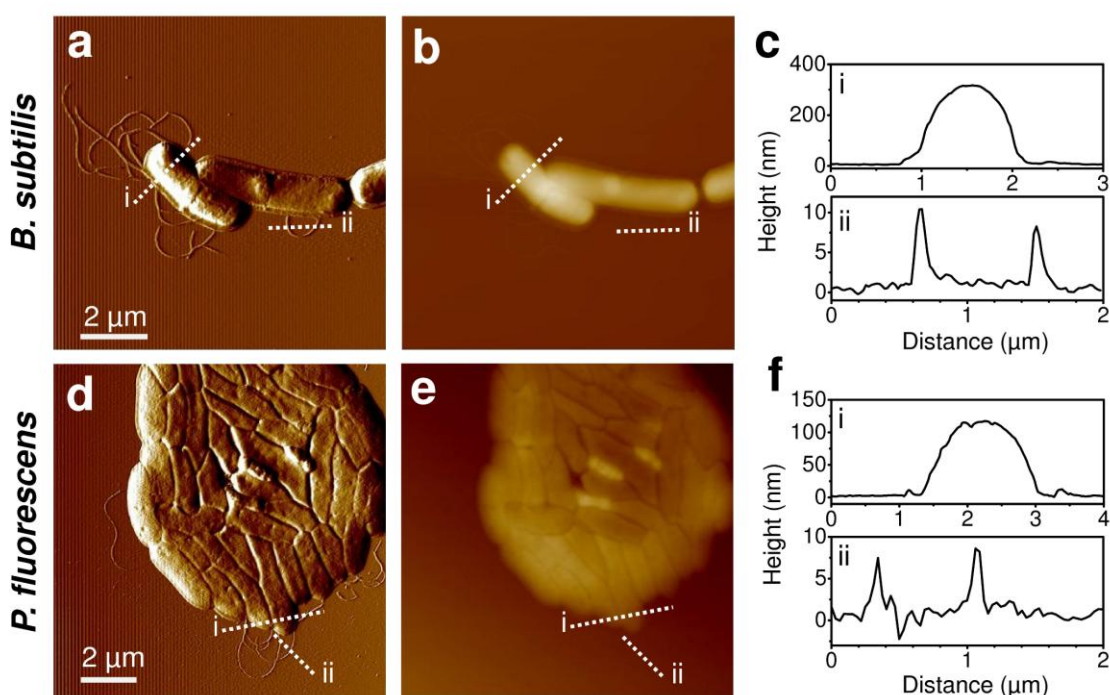 a
b
c
B. subtilis
i
ii
2 µm
i
ii
Height (nm)
400
200
0
i
0 1 2 3
10
5
0
ii
0 1 2
Distance (µm)
d
e
f
P. fluorescens
i
ii
2 µm
i
ii
Height (nm)
150
100
50
0
i
0 1 2 3 4
10
5
0
ii
0 1 2
Distance (µm)